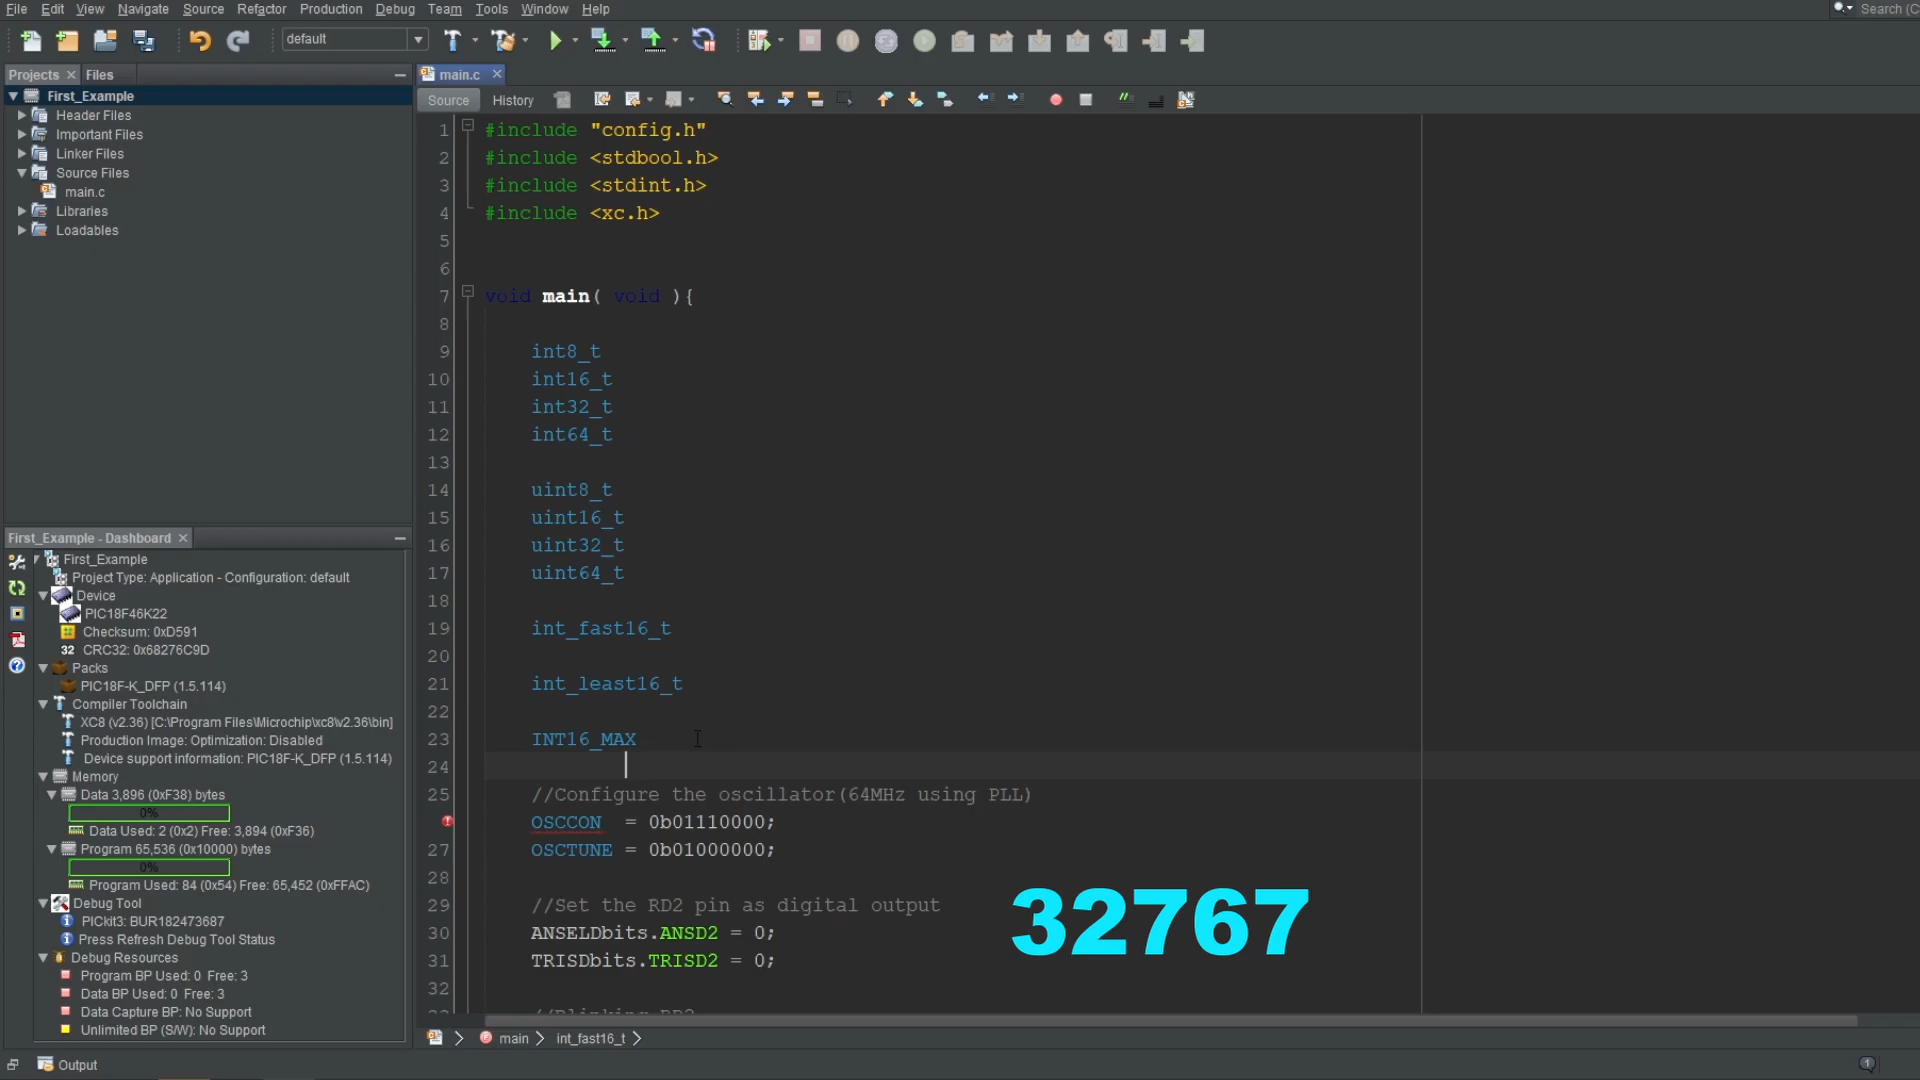 File Edit View Navigate Source Refactor Production Debug Team Tools Window Help
Search (C
default
Projects Files
main.c
First_Example
Header Files
Important Files
Linker Files
Source Files
main.c
Libraries
Loadables
First_Example - Dashboard
First_Example
Project Type: Application - Configuration: default
Device
PIC18F46K22
Checksum: 0xD591
32 CRC32: 0x68276C9D
Packs
PIC18F-K_DFP (1.5.114)
Compiler Toolchain
XC8 (v2.36) [C:\Program Files\Microchip\xc8\v2.36\bin]
Production Image: Optimization: Disabled
Device support information: PIC18F-K_DFP (1.5.114)
Memory
Data 3,896 (0xF38) bytes
0%
Data Used: 2 (0x2) Free: 3,894 (0xF36)
Program 65,536 (0x10000) bytes
0%
Program Used: 84 (0x54) Free: 65,452 (0xFFAC)
Debug Tool
PICkit3: BUR182473687
Press Refresh Debug Tool Status
Debug Resources
Program BP Used: 0 Free: 3
Data BP Used: 0 Free: 3
Data Capture BP: No Support
Unlimited BP (S/W): No Support
Source History
1 #include "config.h"
2 #include <stdbool.h>
3 #include <stdint.h>
4 #include <xc.h>
5
6
7 void main( void ){
8
9 int8_t
10 int16_t
11 int32_t
12 int64_t
13
14 uint8_t
15 uint16_t
16 uint32_t
17 uint64_t
18
19 int_fast16_t
20
21 int_least16_t
22
23 INT16_MAX
24
25 //Configure the oscillator(64MHz using PLL)
OSCCON = 0b01110000;
27 OSCTUNE = 0b01000000;
28
29 //Set the RD2 pin as digital output
30 ANSELDbits.ANSD2 = 0;
31 TRISDbits.TRISD2 = 0;
32
32767
main int_fast16_t
Output
1